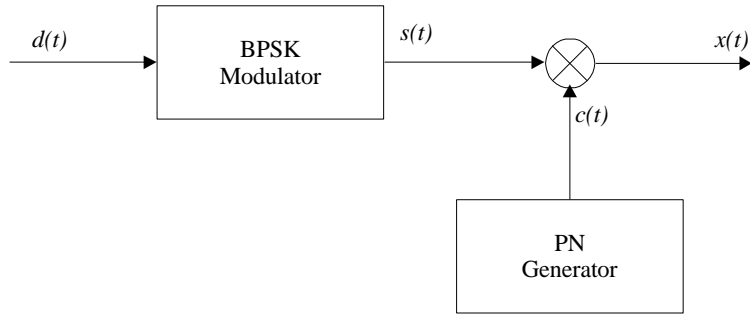 d(t)
BPSK
Modulator
s(t)
x(t)
c(t)
PN
Generator